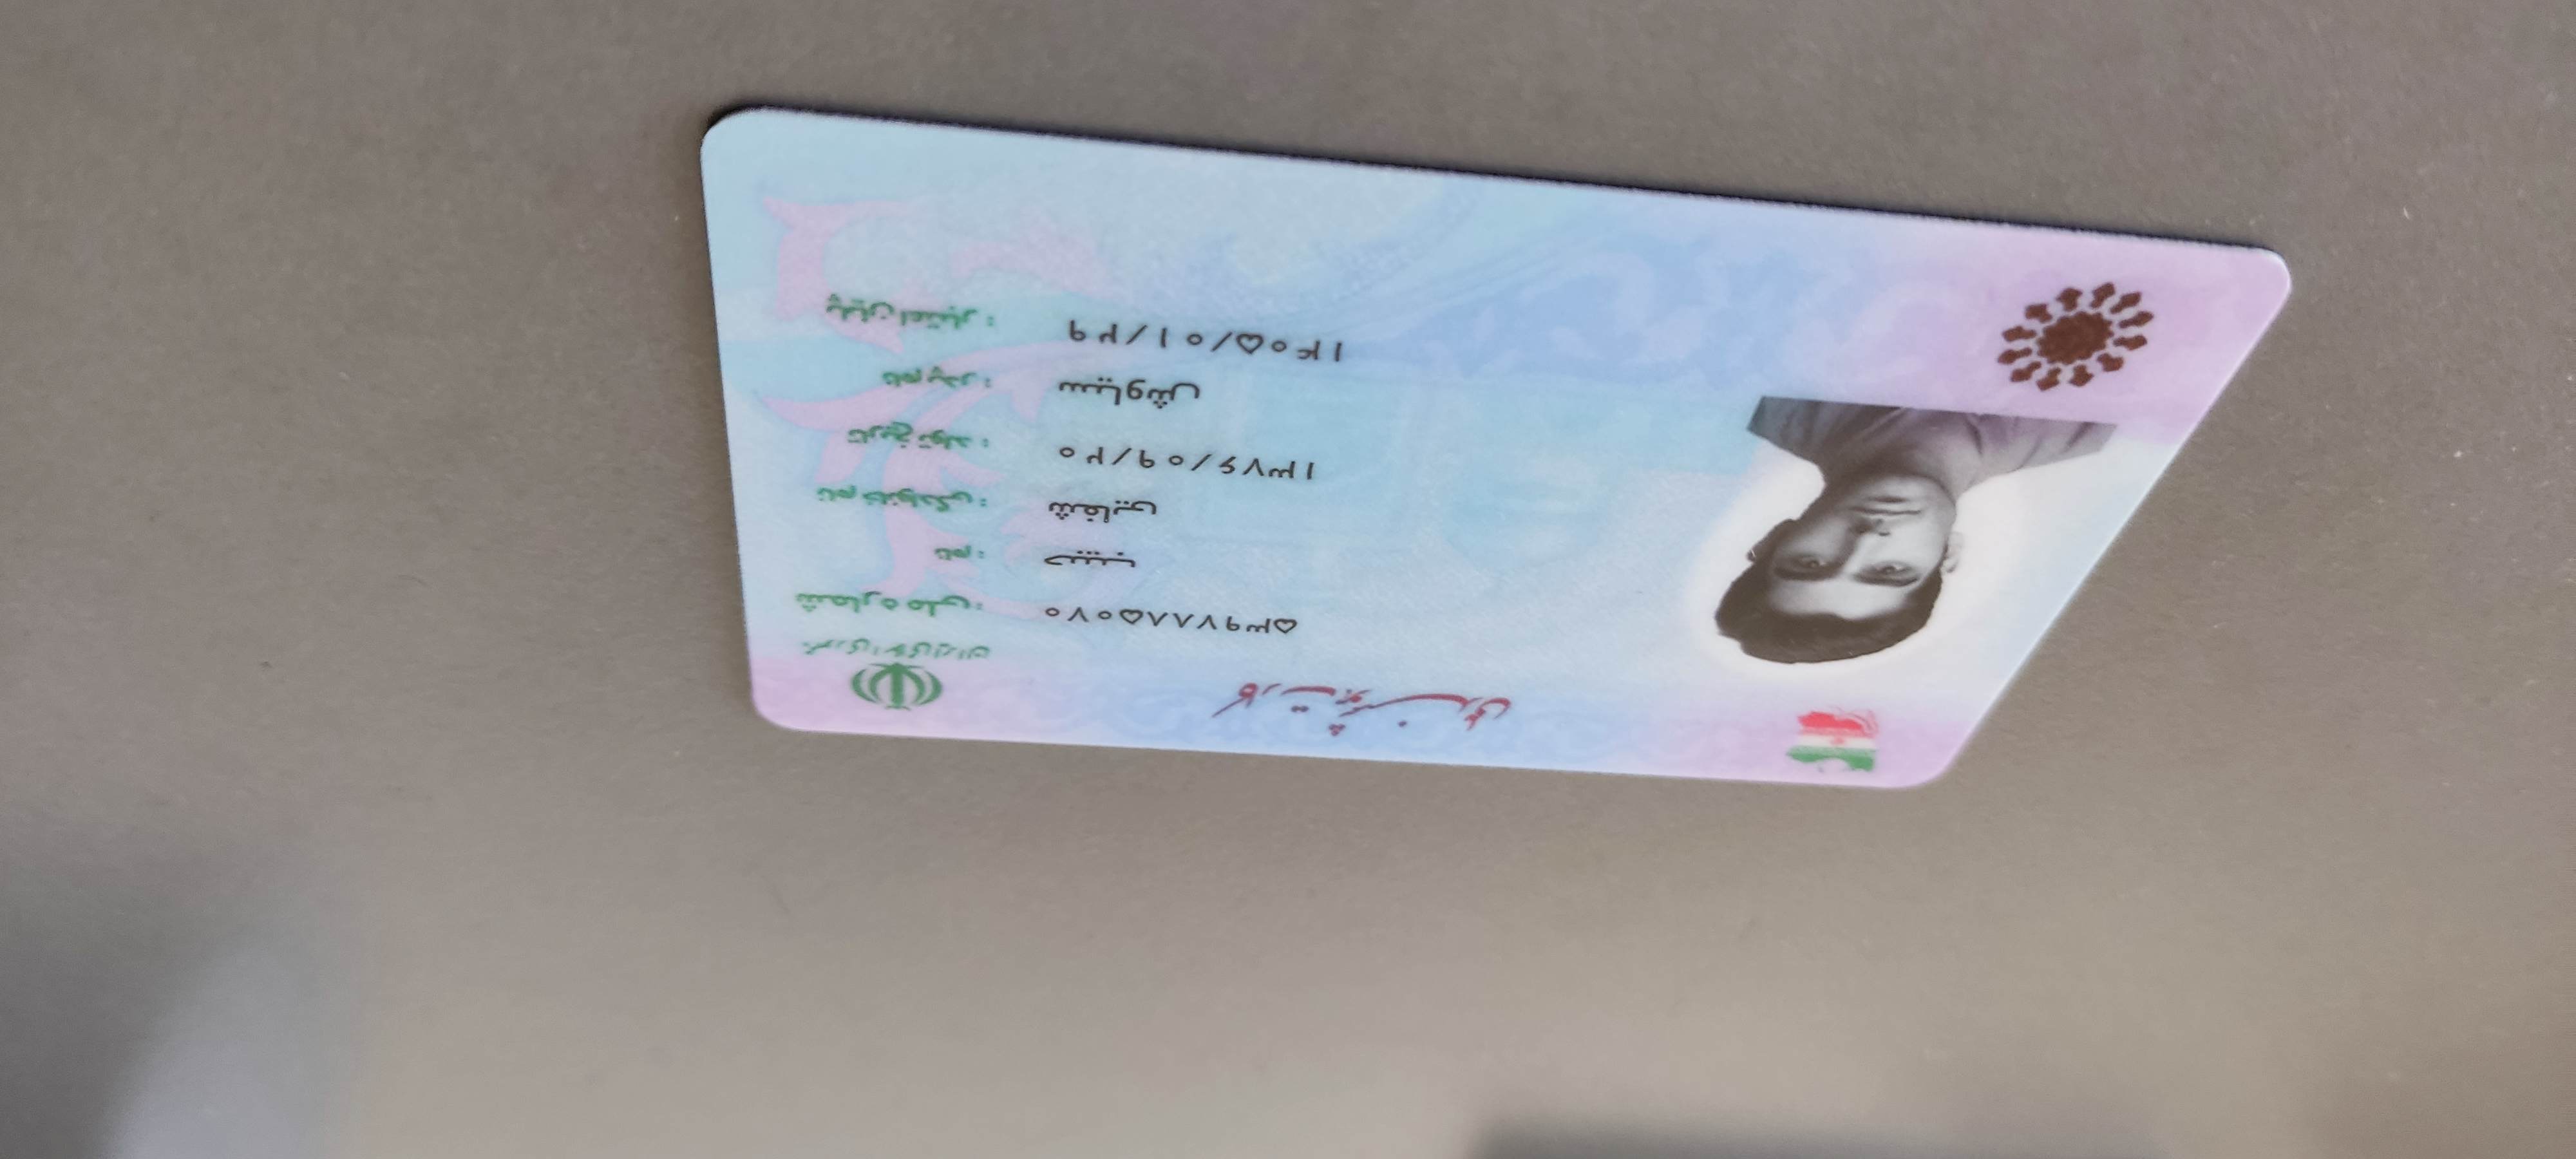 کارت هوشمند ملی
جمهوری اسلامی ایران
شماره ملی: ۵۳۹۷۸۸۵۰۷۰
نام: حبیب
نام خانوادگی: شفایی
تاریخ تولد: ۱۳۷۶/۰۹/۲۰
نام پدر: سیاوش
پایان اعتبار: ۱۴۰۵/۰۱/۲۹